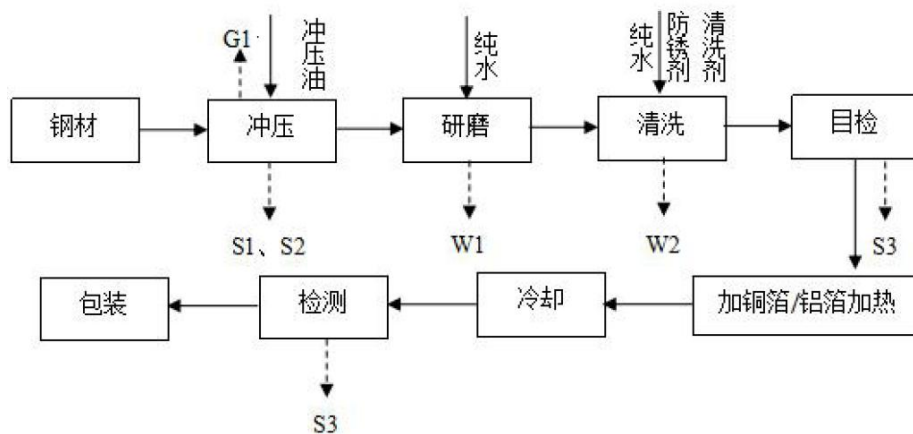 G1
冲压油
纯水
纯水
防锈剂
清洗剂
钢材
冲压
研磨
清洗
目检
S1、S2
W1
W2
S3
包装
检测
冷却
加铜箔/铝箔加热
S3